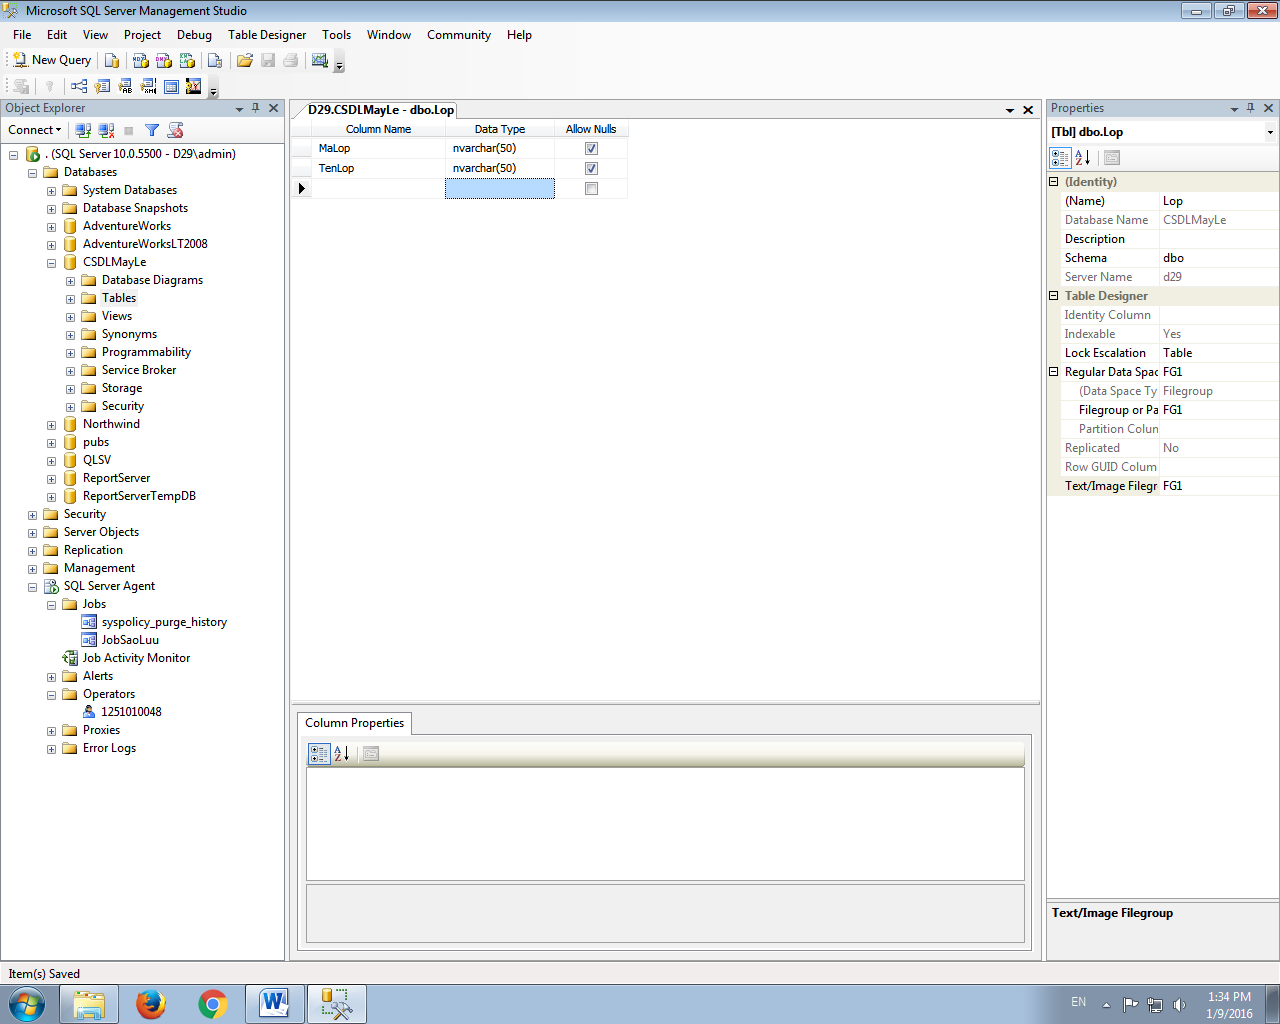 Microsoft SQL Server Management Studio
File Edit View Project Debug Table Designer Tools Window Community Help
New Query
Object Explorer
Connect
. (SQL Server 10.0.5500 - D29\admin)
Databases
System Databases
Database Snapshots
AdventureWorks
AdventureWorksLT2008
CSDLMayLe
Database Diagrams
Tables
Views
Synonyms
Programmability
Service Broker
Storage
Security
Northwind
pubs
QLSV
ReportServer
ReportServerTempDB
Security
Server Objects
Replication
Management
SQL Server Agent
Jobs
syspolicy_purge_history
JobSaoLuu
Job Activity Monitor
Alerts
Operators
1251010048
Proxies
Error Logs
D29.CSDLMayLe - dbo.Lop
Column Name Data Type Allow Nulls
MaLop nvarchar(50)
TenLop nvarchar(50)
Column Properties
Properties
[Tbl] dbo.Lop
(Identity)
(Name) Lop
Database Name CSDLMayLe
Description
Schema dbo
Server Name d29
Table Designer
Identity Column
Indexable Yes
Lock Escalation Table
Regular Data Spac FG1
(Data Space Ty Filegroup
Filegroup or Pa FG1
Partition Colun
Replicated No
Row GUID Colum
Text/Image Filegr FG1
Text/Image Filegroup
Item(s) Saved
EN
1:34 PM
1/9/2016